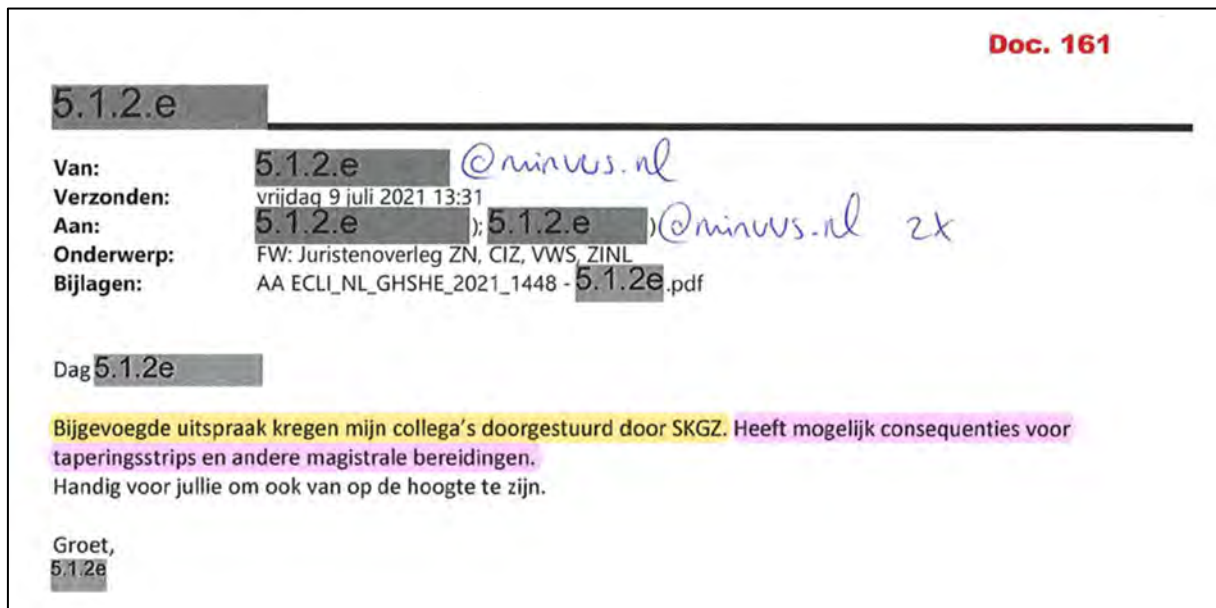 Doc. 161
5.1.2.e
Van: 5.1.2.e @minvws.nl
Verzonden: vrijdag 9 juli 2021 13:31
Aan: 5.1.2.e ); 5.1.2.e )@minvws.nl 2x
Onderwerp: FW: Juristenoverleg ZN, CIZ, VWS, ZINL
Bijlagen: AA ECLI_NL_GHSHE_2021_1448 - 5.1.2e.pdf
Dag 5.1.2e
Bijgevoegde uitspraak kregen mijn collega's doorgestuurd door SKGZ. Heeft mogelijk consequenties voor
taperingsstrips en andere magistrale bereidingen.
Handig voor jullie om ook van op de hoogte te zijn.
Groet,
5.1.2e